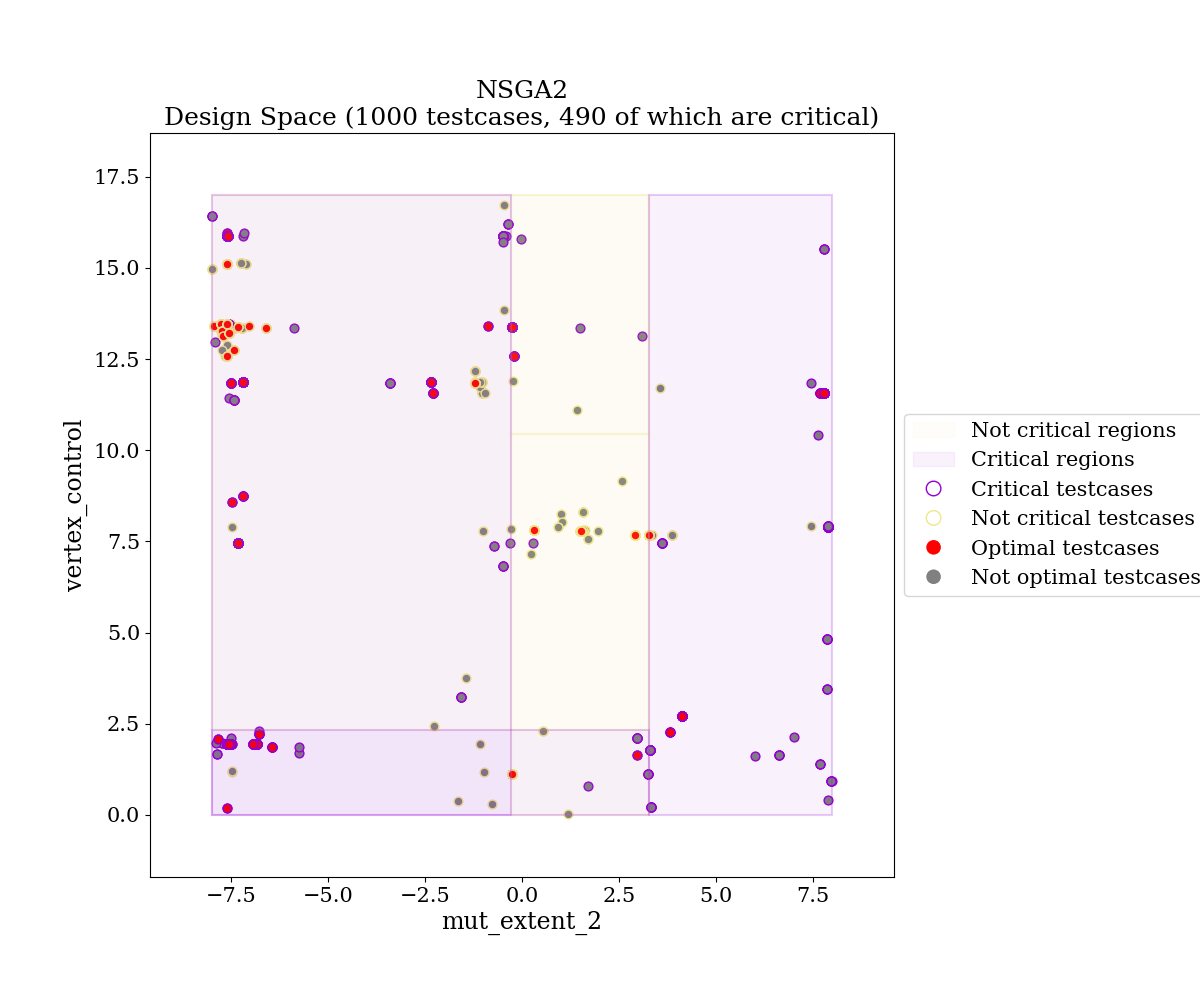 NSGA2
Design Space (1000 testcases, 490 of which are critical)
17.5
15.0
12.5
10.0
7.5
5.0
2.5
0.0
vertex_control
−7.5
−5.0
−2.5
0.0
2.5
5.0
7.5
mut_extent_2
Not critical regions
Critical regions
Critical testcases
Not critical testcases
Optimal testcases
Not optimal testcases